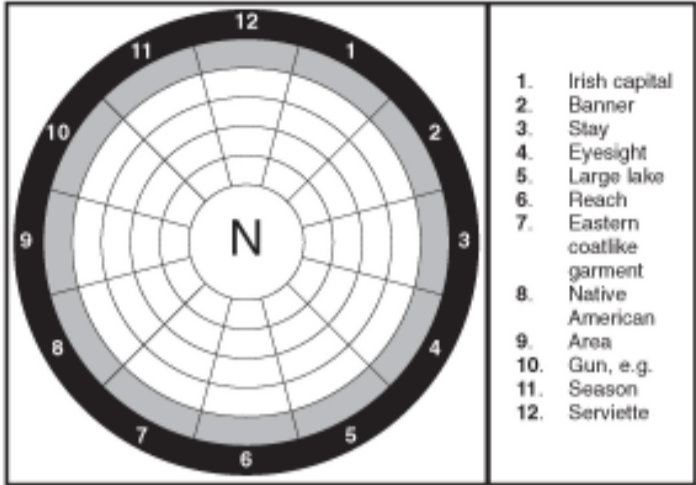 12
11
1
10
2
N
9
3
8
4
7
5
6
1. Irish capital
2. Banner
3. Stay
4. Eyesight
5. Large lake
6. Reach
7. Eastern
coatlike
garment
8. Native
American
9. Area
10. Gun, e.g.
11. Season
12. Serviette